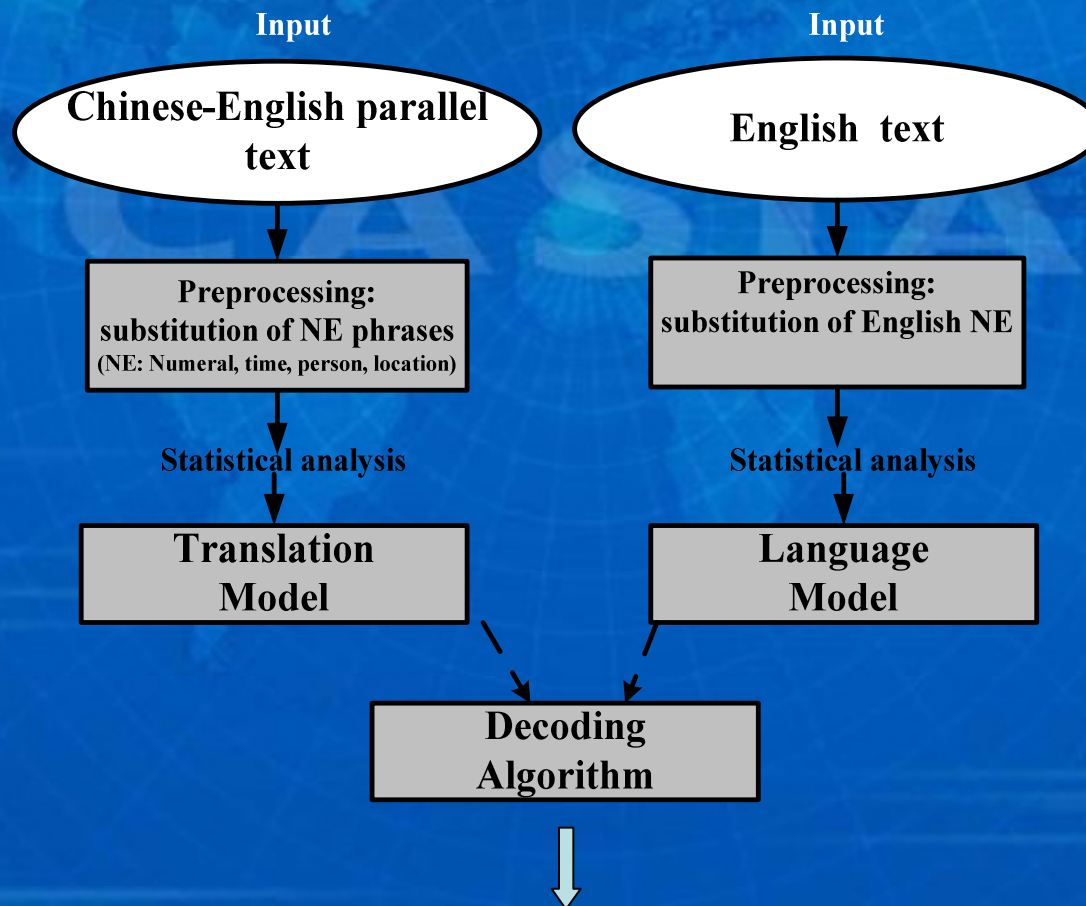 Input
Input
Chinese-English parallel
text
English text
CASIA
Preprocessing:
substitution of NE phrases
(NE: Numeral, time, person, location)
Preprocessing:
substitution of English NE
Statistical analysis
Statistical analysis
Translation
Model
Language
Model
Decoding
Algorithm